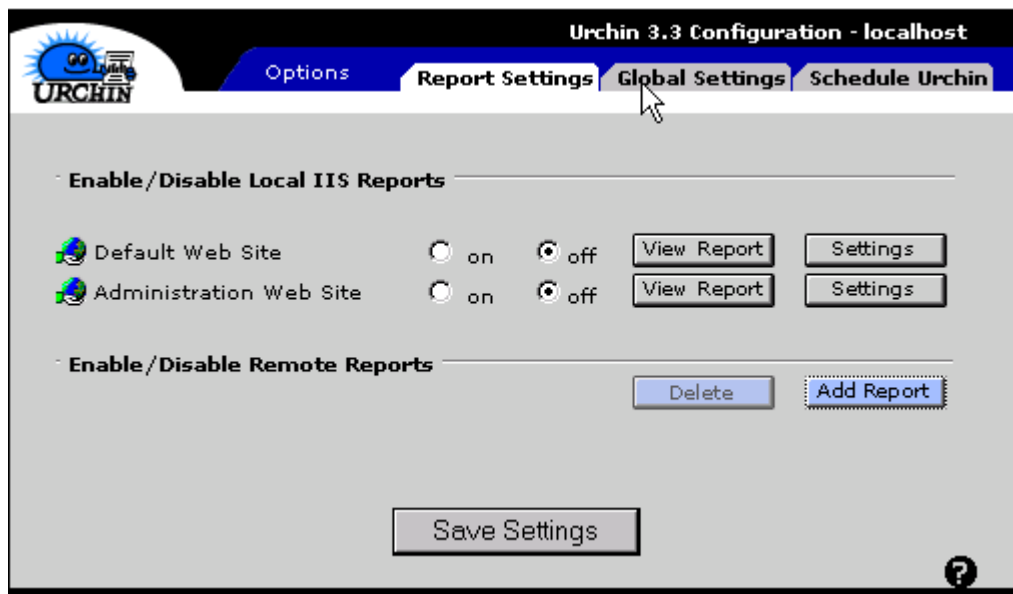 Urchin 3.3 Configuration - localhost
URCHIN
Options Report Settings Global Settings Schedule Urchin
Enable/Disable Local IIS Reports
Default Web Site on off View Report Settings
Administration Web Site on off View Report Settings
Enable/Disable Remote Reports
Delete Add Report
Save Settings
?